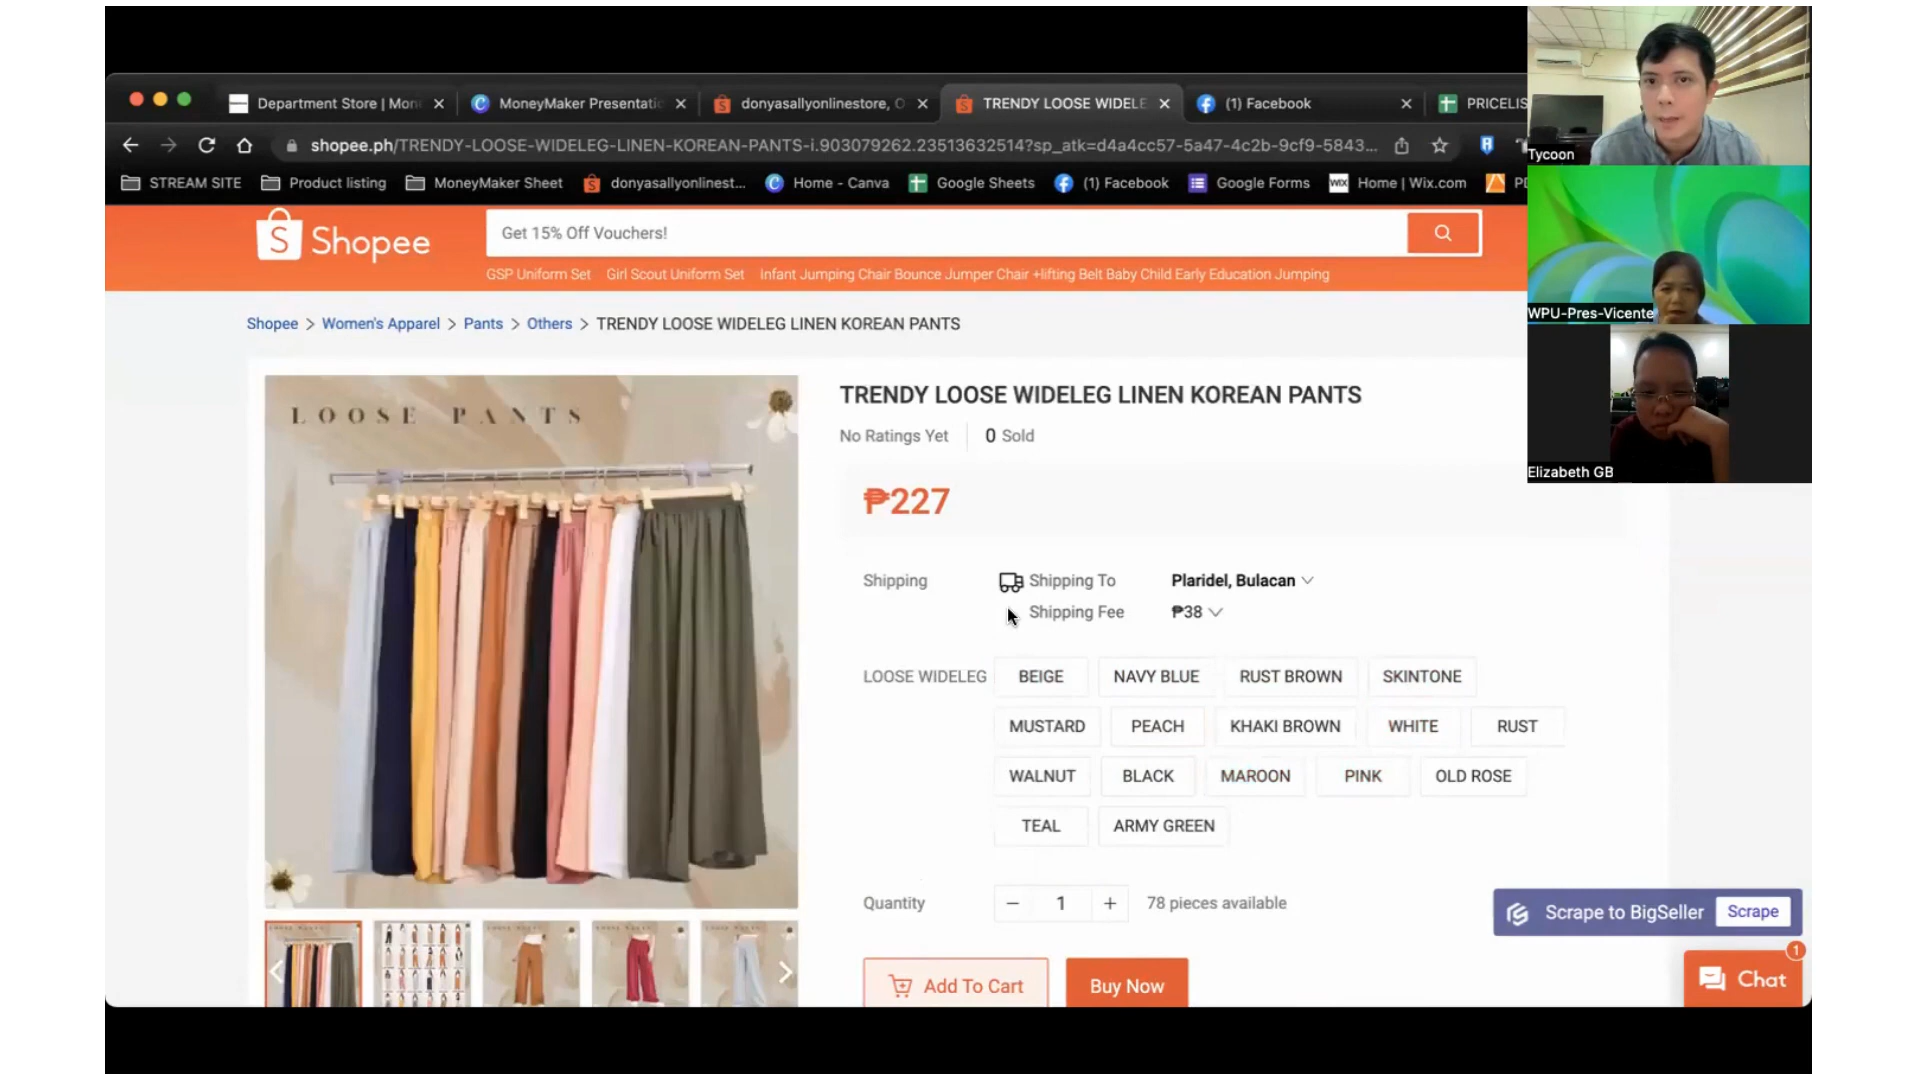 Department Store | Mon
MoneyMaker Presentatio
donyasallyonlinestore, O
TRENDY LOOSE WIDELE
(1) Facebook
PRICELIS
shopee.ph/TRENDY-LOOSE-WIDELEG-LINEN-KOREAN-PANTS-i.903079262.23513632514?sp_atk=d4a4cc57-5a47-4c2b-9cf9-5843...
STREAM SITE
Product listing
MoneyMaker Sheet
donyasallyonlinest...
Home - Canva
Google Sheets
(1) Facebook
Google Forms
WIX
Home | Wix.com
Tycoon
WPU-Pres-Vicente
Elizabeth GB
Shopee
Get 15% Off Vouchers!
GSP Uniform Set Girl Scout Uniform Set Infant Jumping Chair Bounce Jumper Chair +lifting Belt Baby Child Early Education Jumping
Shopee > Women's Apparel > Pants > Others > TRENDY LOOSE WIDELEG LINEN KOREAN PANTS
LOOSE PANTS
TRENDY LOOSE WIDELEG LINEN KOREAN PANTS
No Ratings Yet 0 Sold
₱227
Shipping Shipping To Plaridel, Bulacan
Shipping Fee ₱38
LOOSE WIDELEG BEIGE NAVY BLUE RUST BROWN SKINTONE
MUSTARD PEACH KHAKI BROWN WHITE RUST
WALNUT BLACK MAROON PINK OLD ROSE
TEAL ARMY GREEN
Quantity − 1 + 78 pieces available
Scrape to BigSeller Scrape
Add To Cart Buy Now
1
Chat